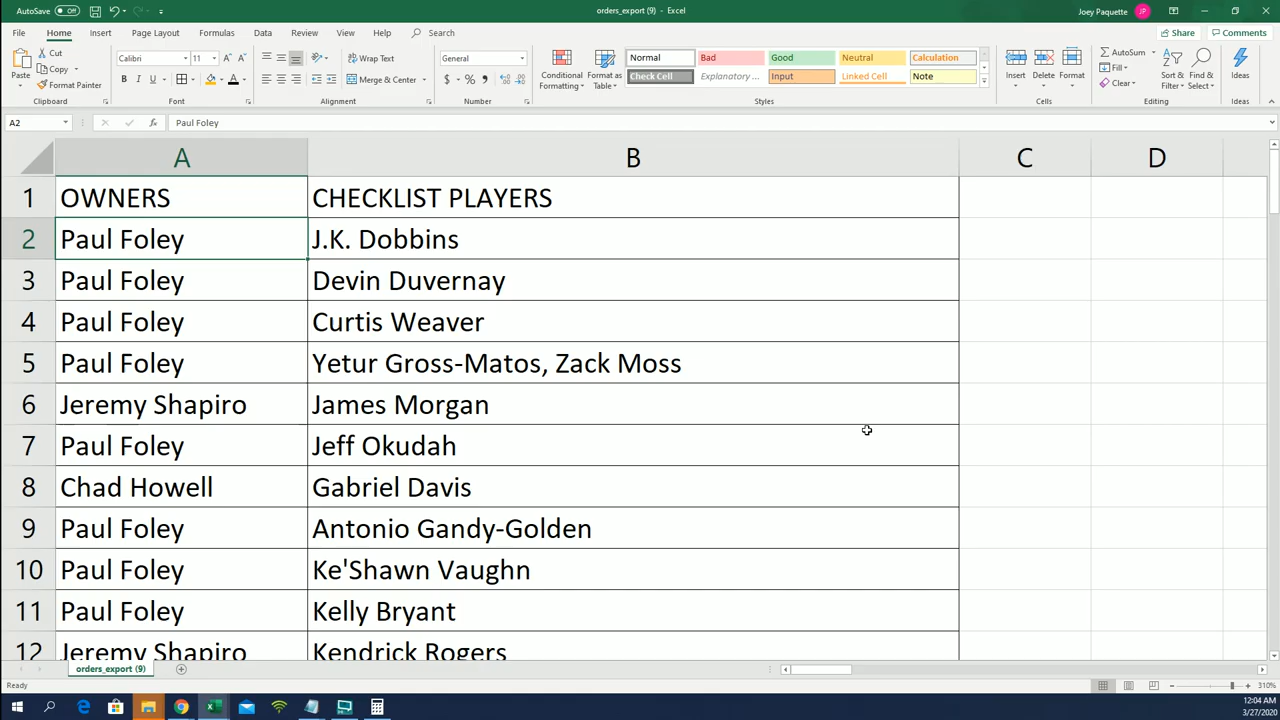 AutoSave Off
orders_export (9) - Excel
Joey Paquette JP
File Home Insert Page Layout Formulas Data Review View Help Search
Share Comments
Paste
Cut
Copy
Format Painter
Clipboard
Calibri 11
B I U
Font
Wrap Text
Merge & Center
Alignment
General
$ % ,
Number
Conditional Formatting
Format as Table
Normal Bad Good Neutral Calculation
Check Cell Explanatory ... Input Linked Cell Note
Styles
Insert Delete Format
Cells
AutoSum
Fill
Clear
Sort & Filter
Find & Select
Editing
Ideas
Ideas
A2 fx Paul Foley
A B C D
1 OWNERS CHECKLIST PLAYERS
2 Paul Foley J.K. Dobbins
3 Paul Foley Devin Duvernay
4 Paul Foley Curtis Weaver
5 Paul Foley Yetur Gross-Matos, Zack Moss
6 Jeremy Shapiro James Morgan
7 Paul Foley Jeff Okudah
8 Chad Howell Gabriel Davis
9 Paul Foley Antonio Gandy-Golden
10 Paul Foley Ke'Shawn Vaughn
11 Paul Foley Kelly Bryant
12 Jeremy Shapiro Kendrick Rogers
orders_export (9)
Ready
310%
12:04 AM
3/27/2020